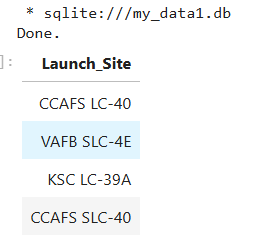 * sqlite:///my_data1.db
Done.
]:
Launch_Site
CCAFS LC-40
VAFB SLC-4E
KSC LC-39A
CCAFS SLC-40